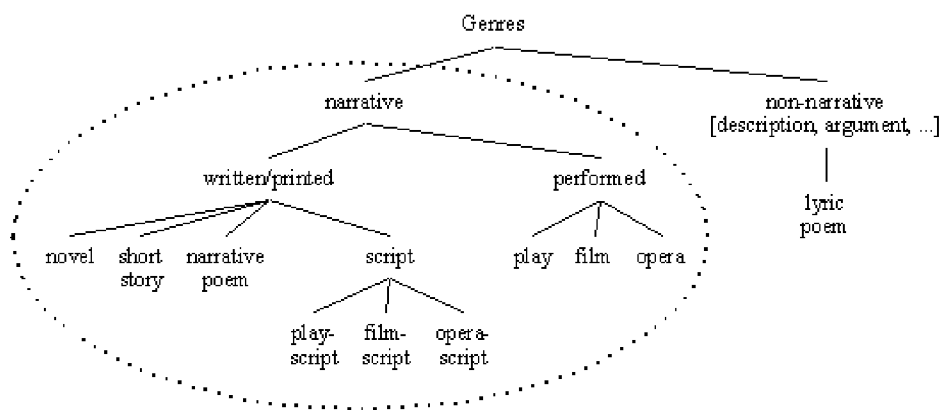 Genres
narrative
non-narrative
[description, argument, ...]
written/printed
performed
lyric
poem
novel
short
story
narrative
poem
script
play
film
opera
play-
script
film-
script
opera-
script